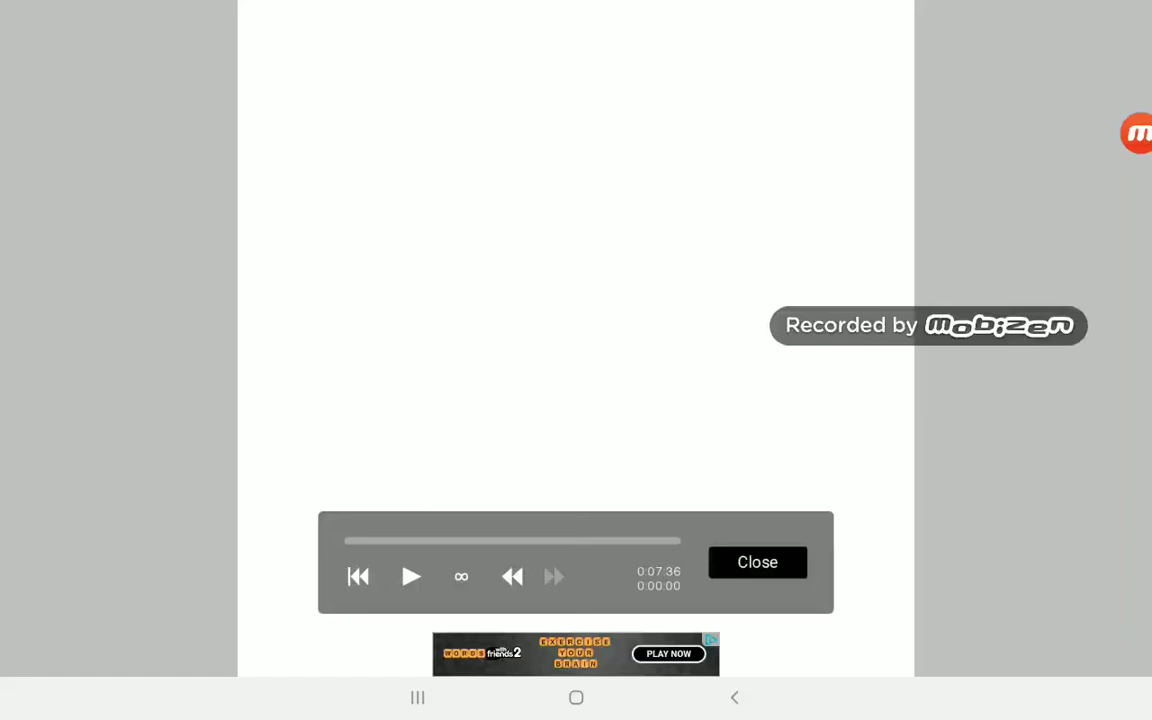 Recorded by mobizen
0:07:36
0:00:00
Close
WORDS with friends 2
EXERCISE
YOUR
BRAIN
PLAY NOW